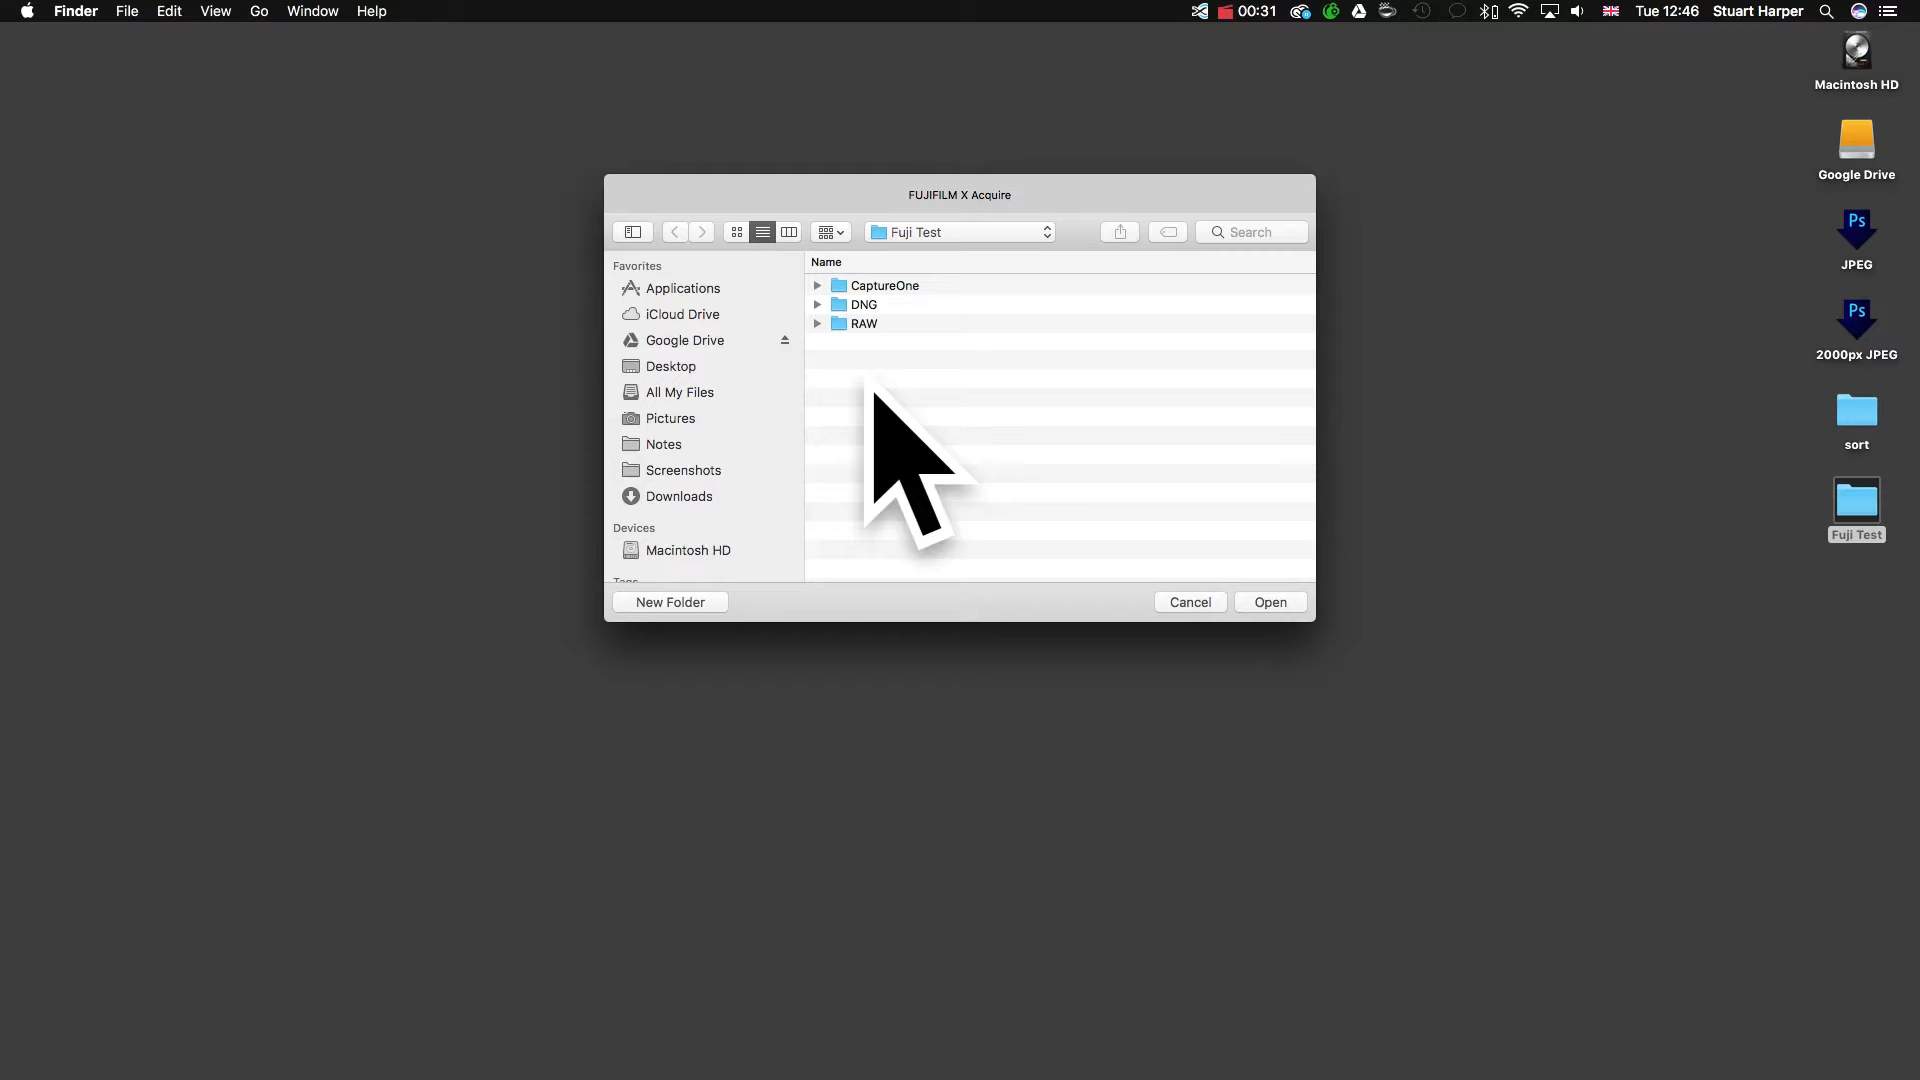 Finder File Edit View Go Window Help 00:31 Tue 12:46 Stuart Harper
Macintosh HD
Google Drive
Ps
JPEG
Ps
2000px JPEG
sort
Fuji Test
FUJIFILM X Acquire
Fuji Test Search
Favorites
Applications
iCloud Drive
Google Drive
Desktop
All My Files
Pictures
Notes
Screenshots
Downloads
Devices
Macintosh HD
Tags
Name
CaptureOne
DNG
RAW
New Folder Cancel Open